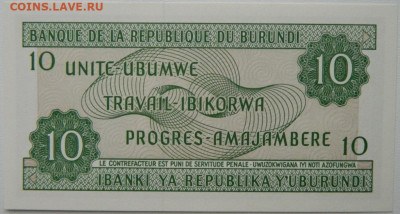 COINS.LAVE.RU
BANQUE DE LA REPUBLIQUE DU BURUNDI
10 UNITE-UBUMWE 10
TRAVAIL-IBIKORWA
10 PROGRES-AMAJAMBERE 10
LE CONTREFACTEUR EST PUNI DE SERVITUDE PENALE - UWUZOKWIGANA IYI NOTI AZOFUNGWA
IBANKI YA REPUBLIKA Y'UBURUNDI